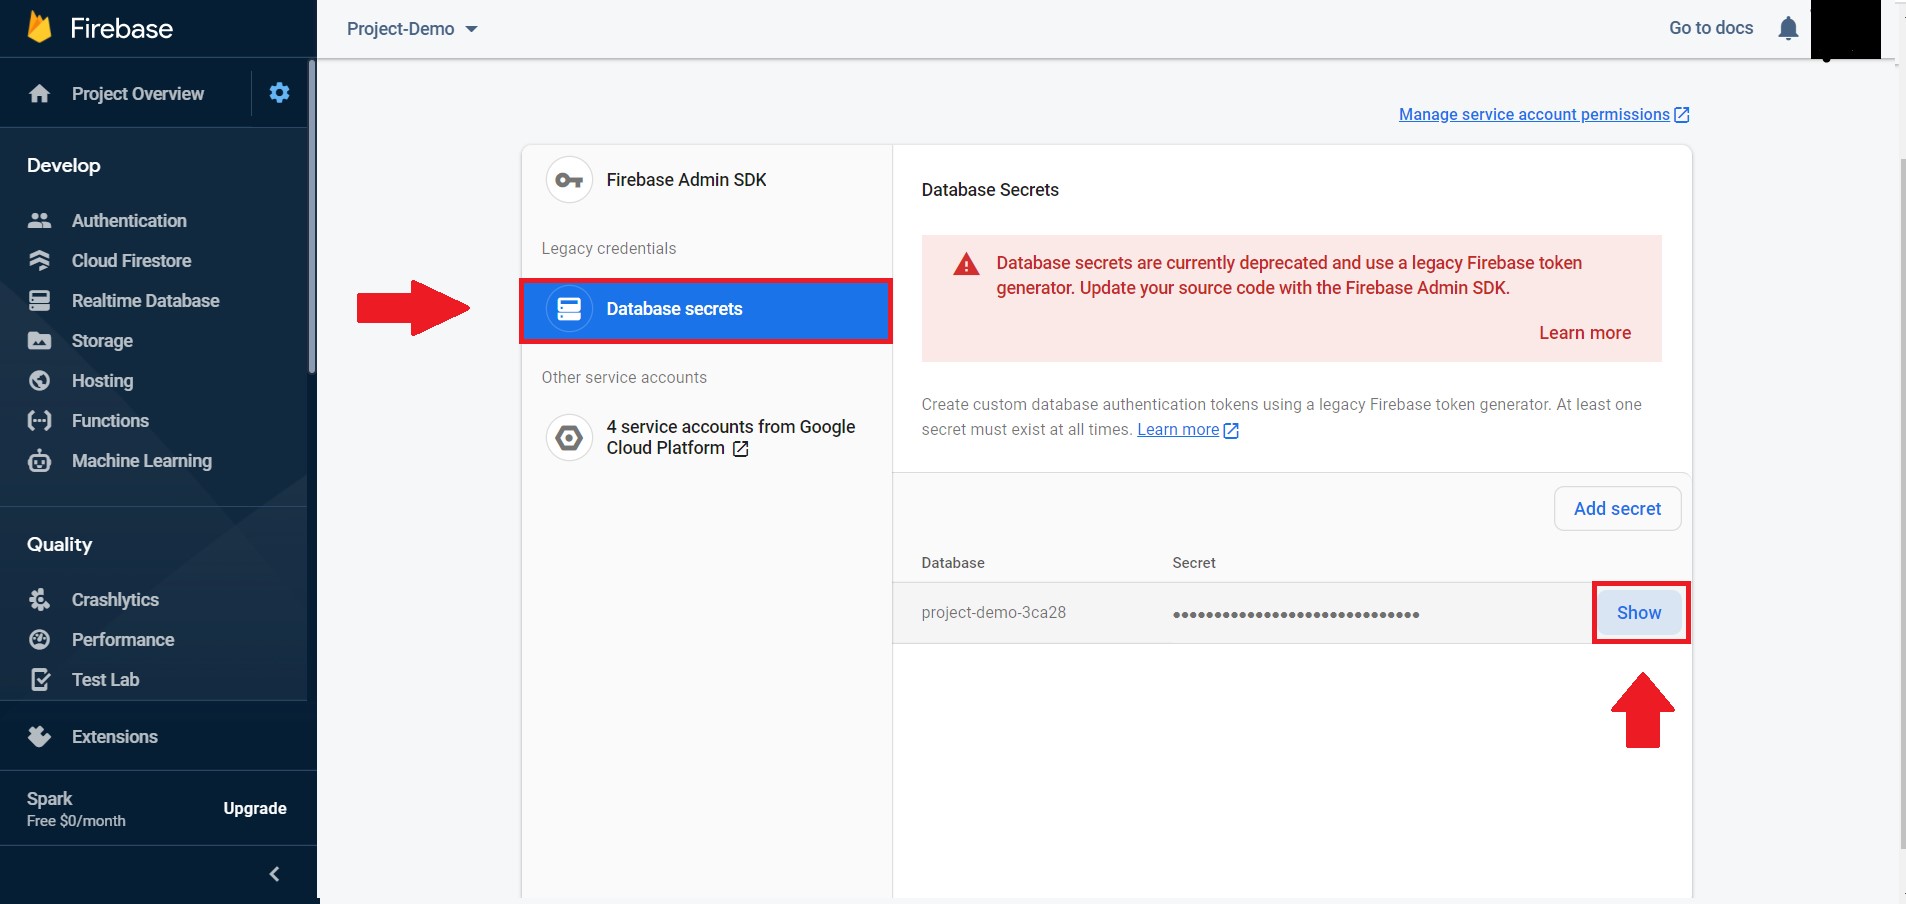 Firebase
Project Overview
Develop
Authentication
Cloud Firestore
Realtime Database
Storage
Hosting
Functions
Machine Learning
Quality
Crashlytics
Performance
Test Lab
Extensions
Spark
Free $0/month
Upgrade
Project-Demo
Go to docs
Manage service account permissions
Firebase Admin SDK
Legacy credentials
Database secrets
Other service accounts
4 service accounts from Google
Cloud Platform
Database Secrets
Database secrets are currently deprecated and use a legacy Firebase token
generator. Update your source code with the Firebase Admin SDK.
Learn more
Create custom database authentication tokens using a legacy Firebase token generator. At least one
secret must exist at all times. Learn more
Add secret
Database Secret
project-demo-3ca28 •••••••••••••••••••••••••••••• Show